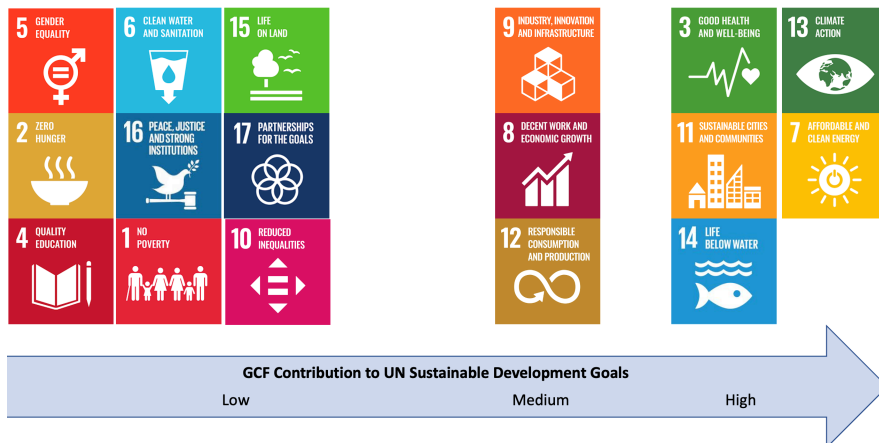 5 GENDER
EQUALITY
6 CLEAN WATER
AND SANITATION
15 LIFE
ON LAND
2 ZERO
HUNGER
16 PEACE, JUSTICE
AND STRONG
INSTITUTIONS
17 PARTNERSHIPS
FOR THE GOALS
4 QUALITY
EDUCATION
1 NO
POVERTY
10 REDUCED
INEQUALITIES
9 INDUSTRY, INNOVATION
AND INFRASTRUCTURE
8 DECENT WORK AND
ECONOMIC GROWTH
12 RESPONSIBLE
CONSUMPTION
AND PRODUCTION
3 GOOD HEALTH
AND WELL-BEING
13 CLIMATE
ACTION
11 SUSTAINABLE CITIES
AND COMMUNITIES
7 AFFORDABLE AND
CLEAN ENERGY
14 LIFE
BELOW WATER
GCF Contribution to UN Sustainable Development Goals
Low Medium High